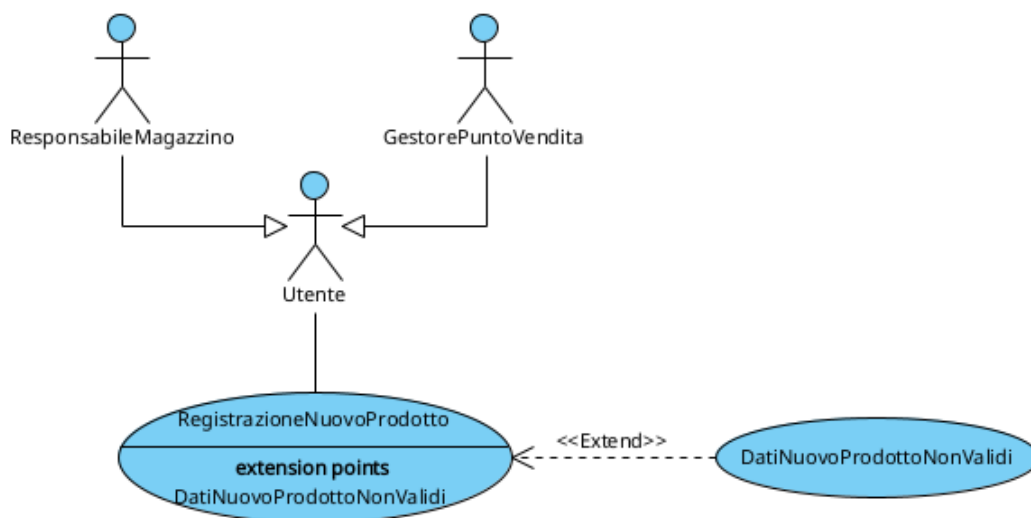 ResponsabileMagazzino
GestorePuntoVendita
Utente
RegistrazioneNuovoProdotto
extension points
DatiNuovoProdottoNonValidi
<<Extend>>
DatiNuovoProdottoNonValidi